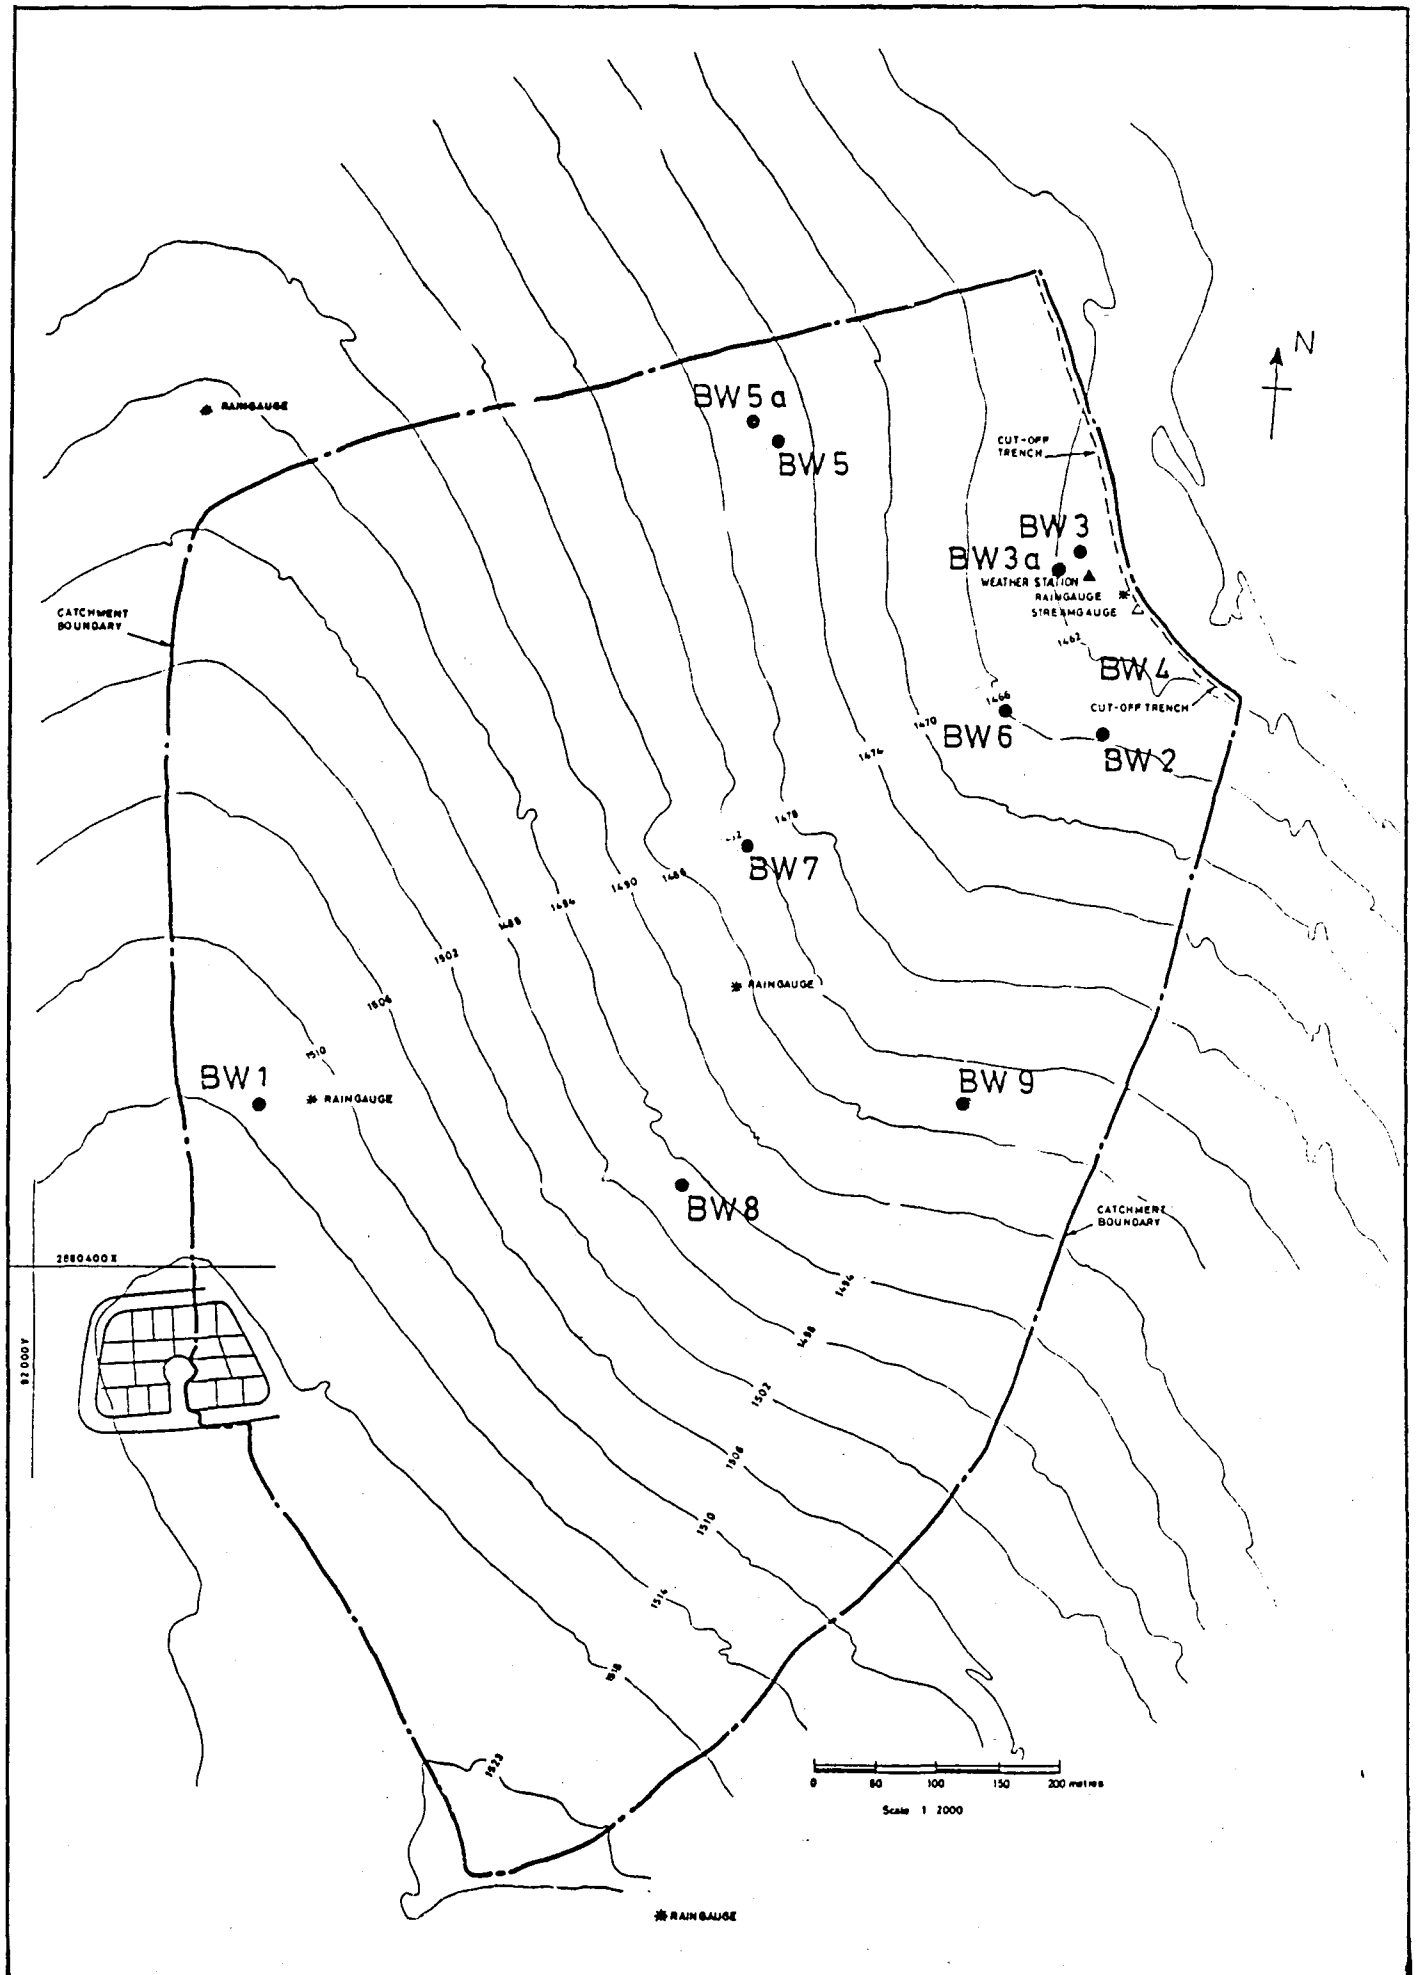 N
RAINGAUGE
BW5a
BW5
CUT-OFF
TRENCH
BW3
BW3a
WEATHER STATION
RAINGAUGE
STREAMGAUGE
CATCHMENT
BOUNDARY
1462
BW4
1466
CUT-OFF TRENCH
1470
BW6
BW2
1474
1478
BW7
1486
1490
1494
1498
1502
1506
RAINGAUGE
1510
BW1
RAINGAUGE
BW9
BW8
CATCHMENT
BOUNDARY
2880400X
1494
82000Y
1498
1502
1506
1510
1514
1518
1523
0 50 100 150 200 metres
Scale 1 2000
RAINGAUGE